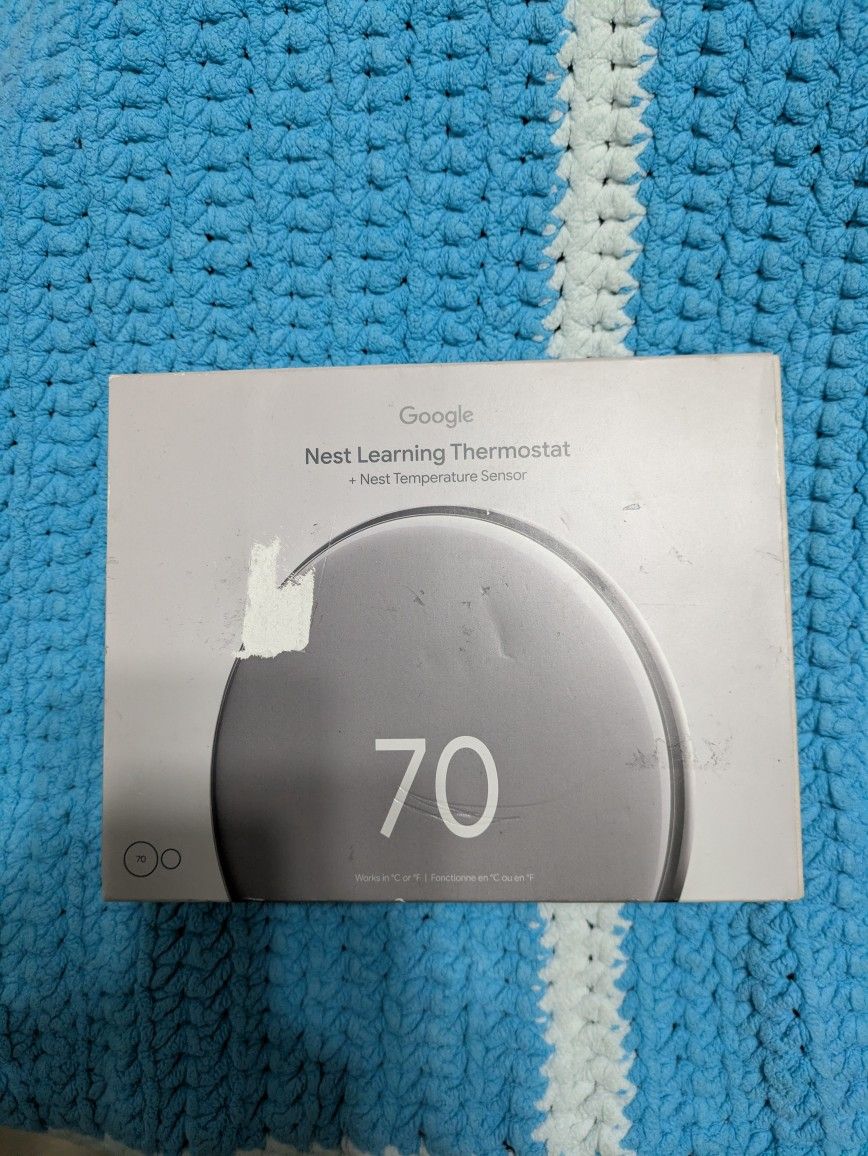 Google
Nest Learning Thermostat
+ Nest Temperature Sensor
70
70
Works in °C or °F | Fonctionne en °C ou en °F